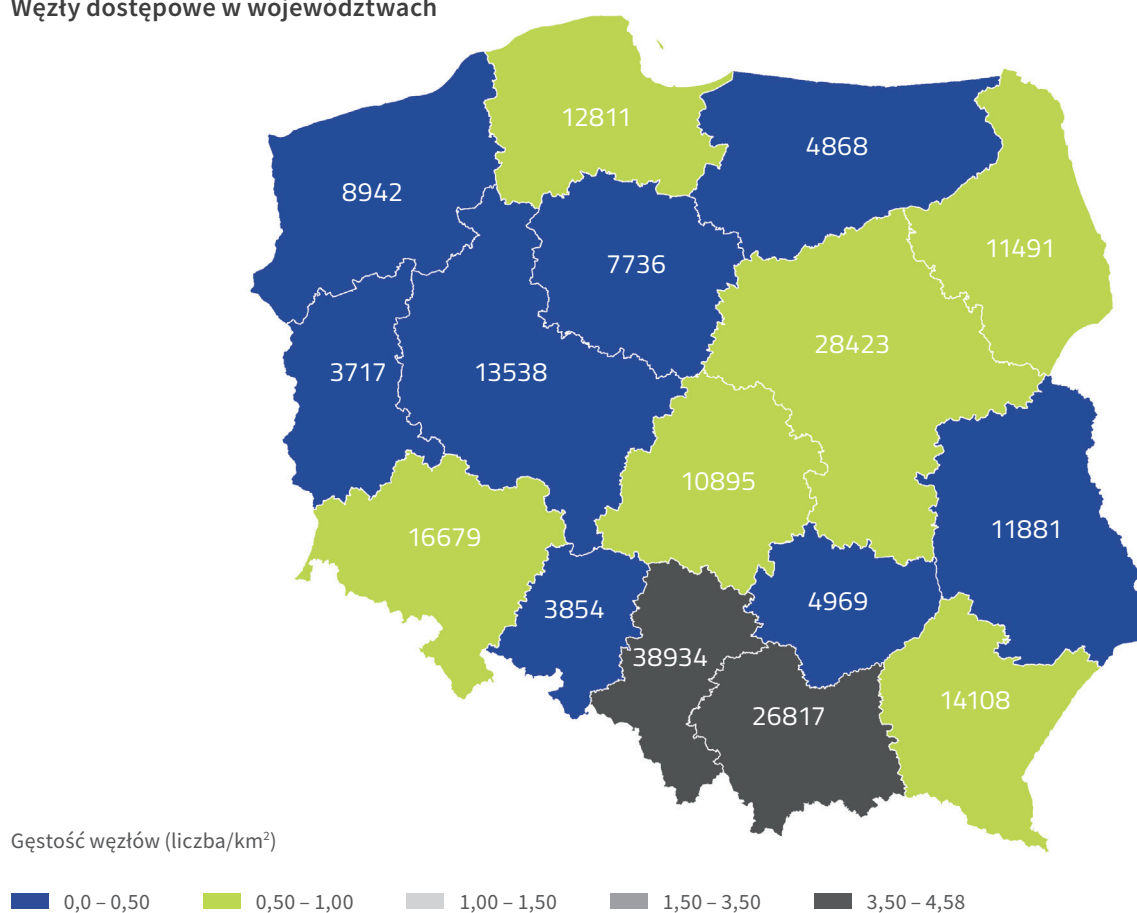 Węzły dostępowe w województwach
12811
4868
8942
11491
7736
28423
3717
13538
10895
16679
11881
3854
4969
38934
14108
26817
Gęstość węzłów (liczba/km²)
0,0 – 0,50
0,50 – 1,00
1,00 – 1,50
1,50 – 3,50
3,50 – 4,58